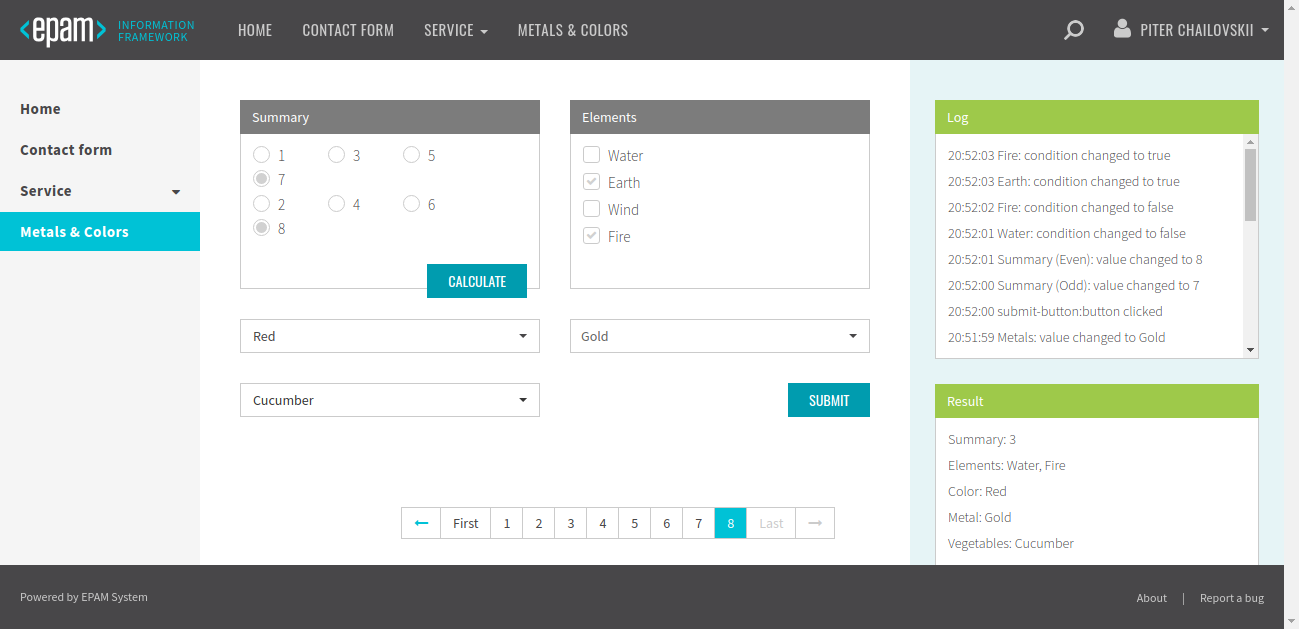 <epam> INFORMATION FRAMEWORK
HOME CONTACT FORM SERVICE METALS & COLORS PITER CHAILOVSKII
Home
Contact form
Service
Metals & Colors
Summary
1 3 5
7
2 4 6
8
CALCULATE
Elements
Water
Earth
Wind
Fire
Red
Gold
Cucumber
SUBMIT
First 1 2 3 4 5 6 7 8 Last
Log
20:52:03 Fire: condition changed to true
20:52:03 Earth: condition changed to true
20:52:02 Fire: condition changed to false
20:52:01 Water: condition changed to false
20:52:01 Summary (Even): value changed to 8
20:52:00 Summary (Odd): value changed to 7
20:52:00 submit-button:button clicked
20:51:59 Metals: value changed to Gold
Result
Summary: 3
Elements: Water, Fire
Color: Red
Metal: Gold
Vegetables: Cucumber
Powered by EPAM System
About | Report a bug